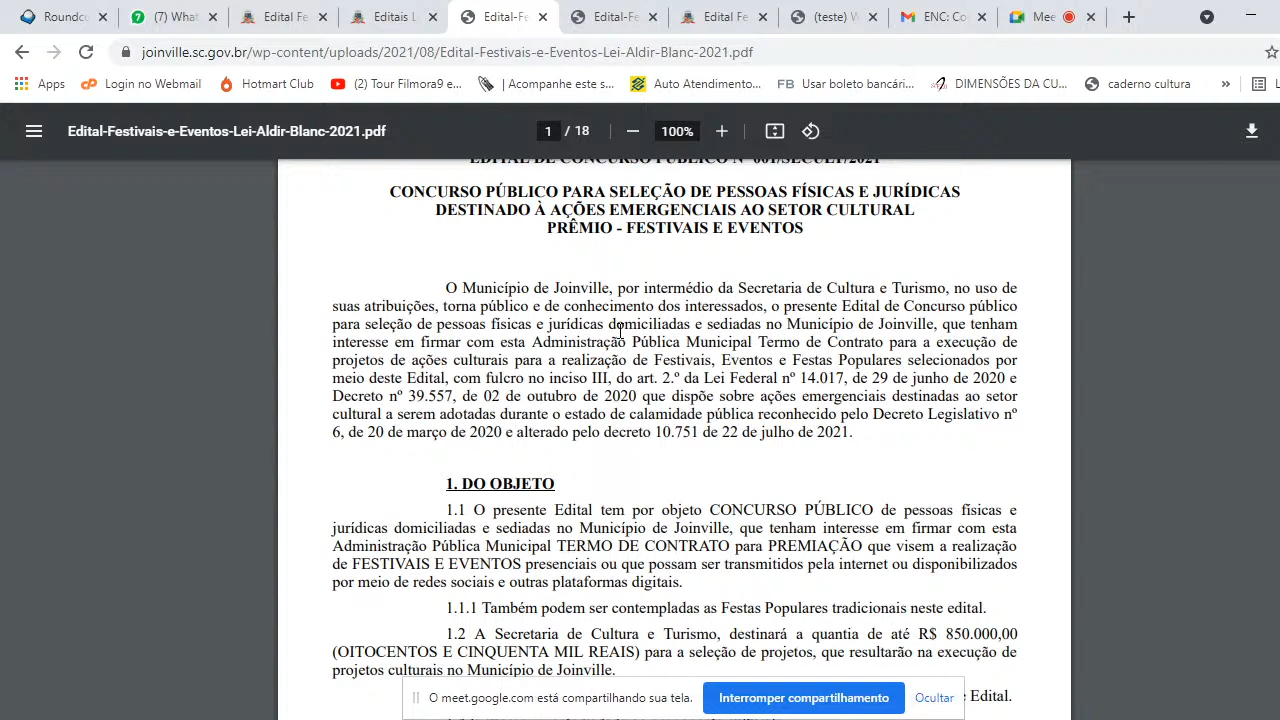 Roundcu
(7) What
Edital Fe
Editais L
Edital-Fe
Edital-Fe
Edital Fe
(teste) W
ENC: Co
Mee
joinville.sc.gov.br/wp-content/uploads/2021/08/Edital-Festivais-e-Eventos-Lei-Aldir-Blanc-2021.pdf
Apps
Login no Webmail
Hotmart Club
(2) Tour Filmora9 e...
| Acompanhe este s...
Auto Atendimento...
FB Usar boleto bancári...
DIMENSÕES DA CU...
caderno cultura
»
Edital-Festivais-e-Eventos-Lei-Aldir-Blanc-2021.pdf
1 / 18
100%
EDITAL DE CONCURSO PÚBLICO Nº 001/SECULT/2021
CONCURSO PÚBLICO PARA SELEÇÃO DE PESSOAS FÍSICAS E JURÍDICAS
DESTINADO À AÇÕES EMERGENCIAIS AO SETOR CULTURAL
PRÊMIO - FESTIVAIS E EVENTOS
O Município de Joinville, por intermédio da Secretaria de Cultura e Turismo, no uso de
suas atribuições, torna público e de conhecimento dos interessados, o presente Edital de Concurso público
para seleção de pessoas físicas e jurídicas domiciliadas e sediadas no Município de Joinville, que tenham
interesse em firmar com esta Administração Pública Municipal Termo de Contrato para a execução de
projetos de ações culturais para a realização de Festivais, Eventos e Festas Populares selecionados por
meio deste Edital, com fulcro no inciso III, do art. 2.º da Lei Federal nº 14.017, de 29 de junho de 2020 e
Decreto nº 39.557, de 02 de outubro de 2020 que dispõe sobre ações emergenciais destinadas ao setor
cultural a serem adotadas durante o estado de calamidade pública reconhecido pelo Decreto Legislativo nº
6, de 20 de março de 2020 e alterado pelo decreto 10.751 de 22 de julho de 2021.
1. DO OBJETO
1.1 O presente Edital tem por objeto CONCURSO PÚBLICO de pessoas físicas e
jurídicas domiciliadas e sediadas no Município de Joinville, que tenham interesse em firmar com esta
Administração Pública Municipal TERMO DE CONTRATO para PREMIAÇÃO que visem a realização
de FESTIVAIS E EVENTOS presenciais ou que possam ser transmitidos pela internet ou disponibilizados
por meio de redes sociais e outras plataformas digitais.
1.1.1 Também podem ser contempladas as Festas Populares tradicionais neste edital.
1.2 A Secretaria de Cultura e Turismo, destinará a quantia de até R$ 850.000,00
(OITOCENTOS E CINQUENTA MIL REAIS) para a seleção de projetos, que resultarão na execução de
projetos culturais no Município de Joinville.
e Edital.
O meet.google.com está compartilhando sua tela.
Interromper compartilhamento
Ocultar